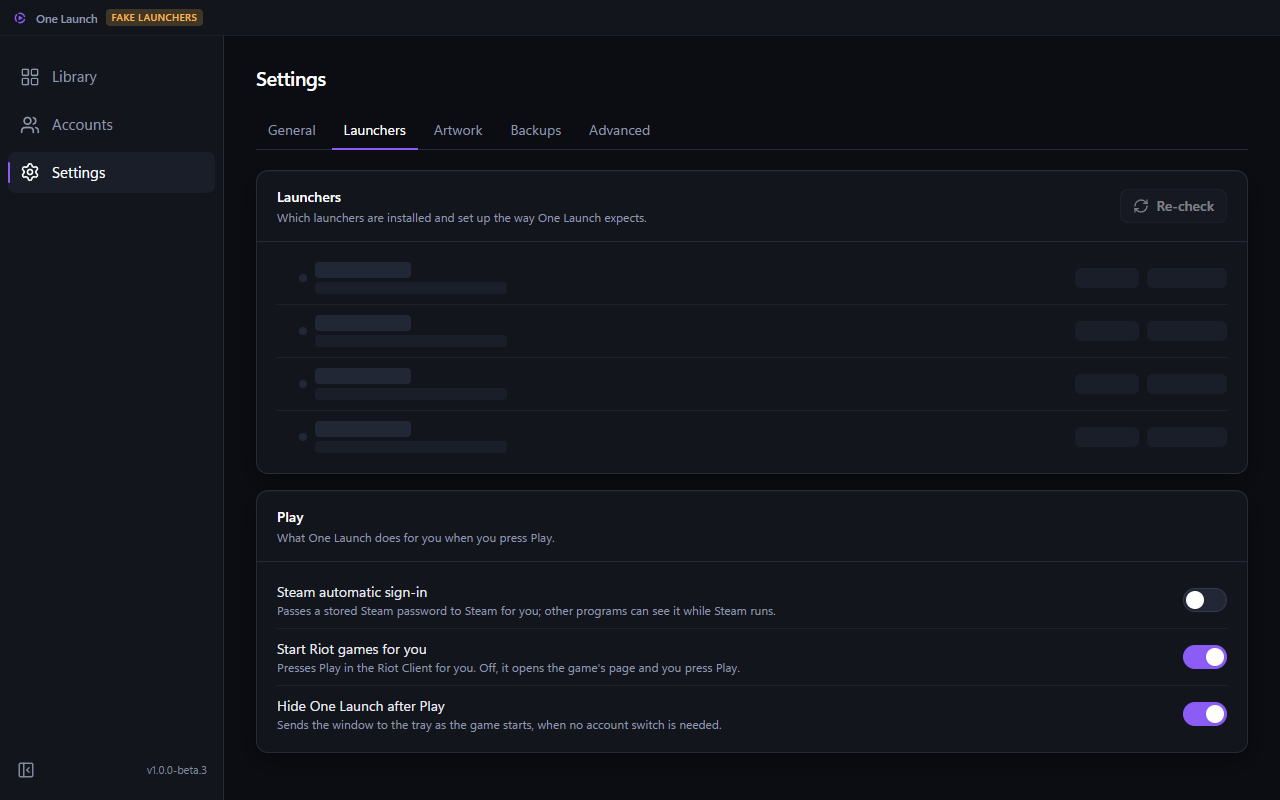 One Launch FAKE LAUNCHERS
Library
Accounts
Settings
v1.0.0-beta.3
Settings
General Launchers Artwork Backups Advanced
Launchers
Which launchers are installed and set up the way One Launch expects.
Re-check
Play
What One Launch does for you when you press Play.
Steam automatic sign-in
Passes a stored Steam password to Steam for you; other programs can see it while Steam runs.
Start Riot games for you
Presses Play in the Riot Client for you. Off, it opens the game's page and you press Play.
Hide One Launch after Play
Sends the window to the tray as the game starts, when no account switch is needed.